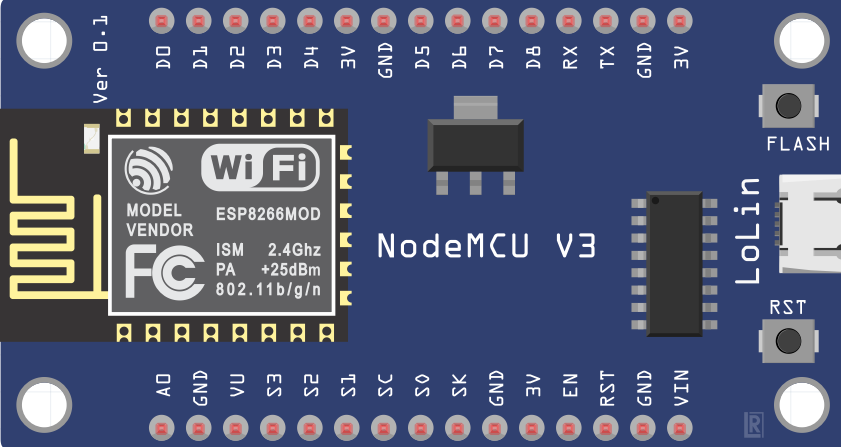 Ver 0.1
D0 D1 D2 D3 D4 3V GND D5 D6 D7 D8 RX TX GND 3V
FLASH
WiFi
MODEL
VENDOR
ESP8266MOD
FC
ISM 2.4Ghz
PA +25dBm
802.11b/g/n
NodeMCU V3
LoLin
RST
A0 GND VU S3 S2 S1 SC S0 SK GND 3V EN RST GND VIN
LR